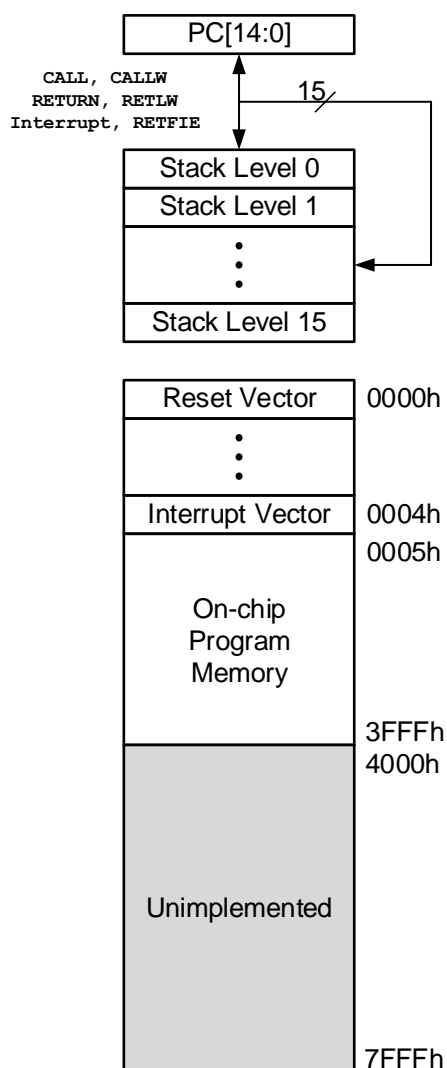 PC[14:0]
CALL, CALLW
RETURN, RETLW
Interrupt, RETFIE
15
Stack Level 0
Stack Level 1
Stack Level 15
Reset Vector
0000h
Interrupt Vector
0004h
0005h
On-chip
Program
Memory
3FFFh
4000h
Unimplemented
7FFFh